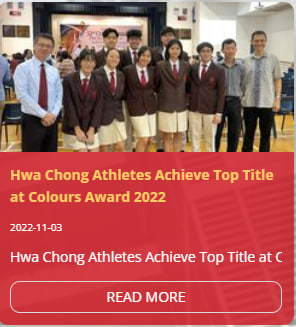 Hwa Chong Athletes Achieve Top Title
at Colours Award 2022
2022-11-03
Hwa Chong Athletes Achieve Top Title at C
READ MORE